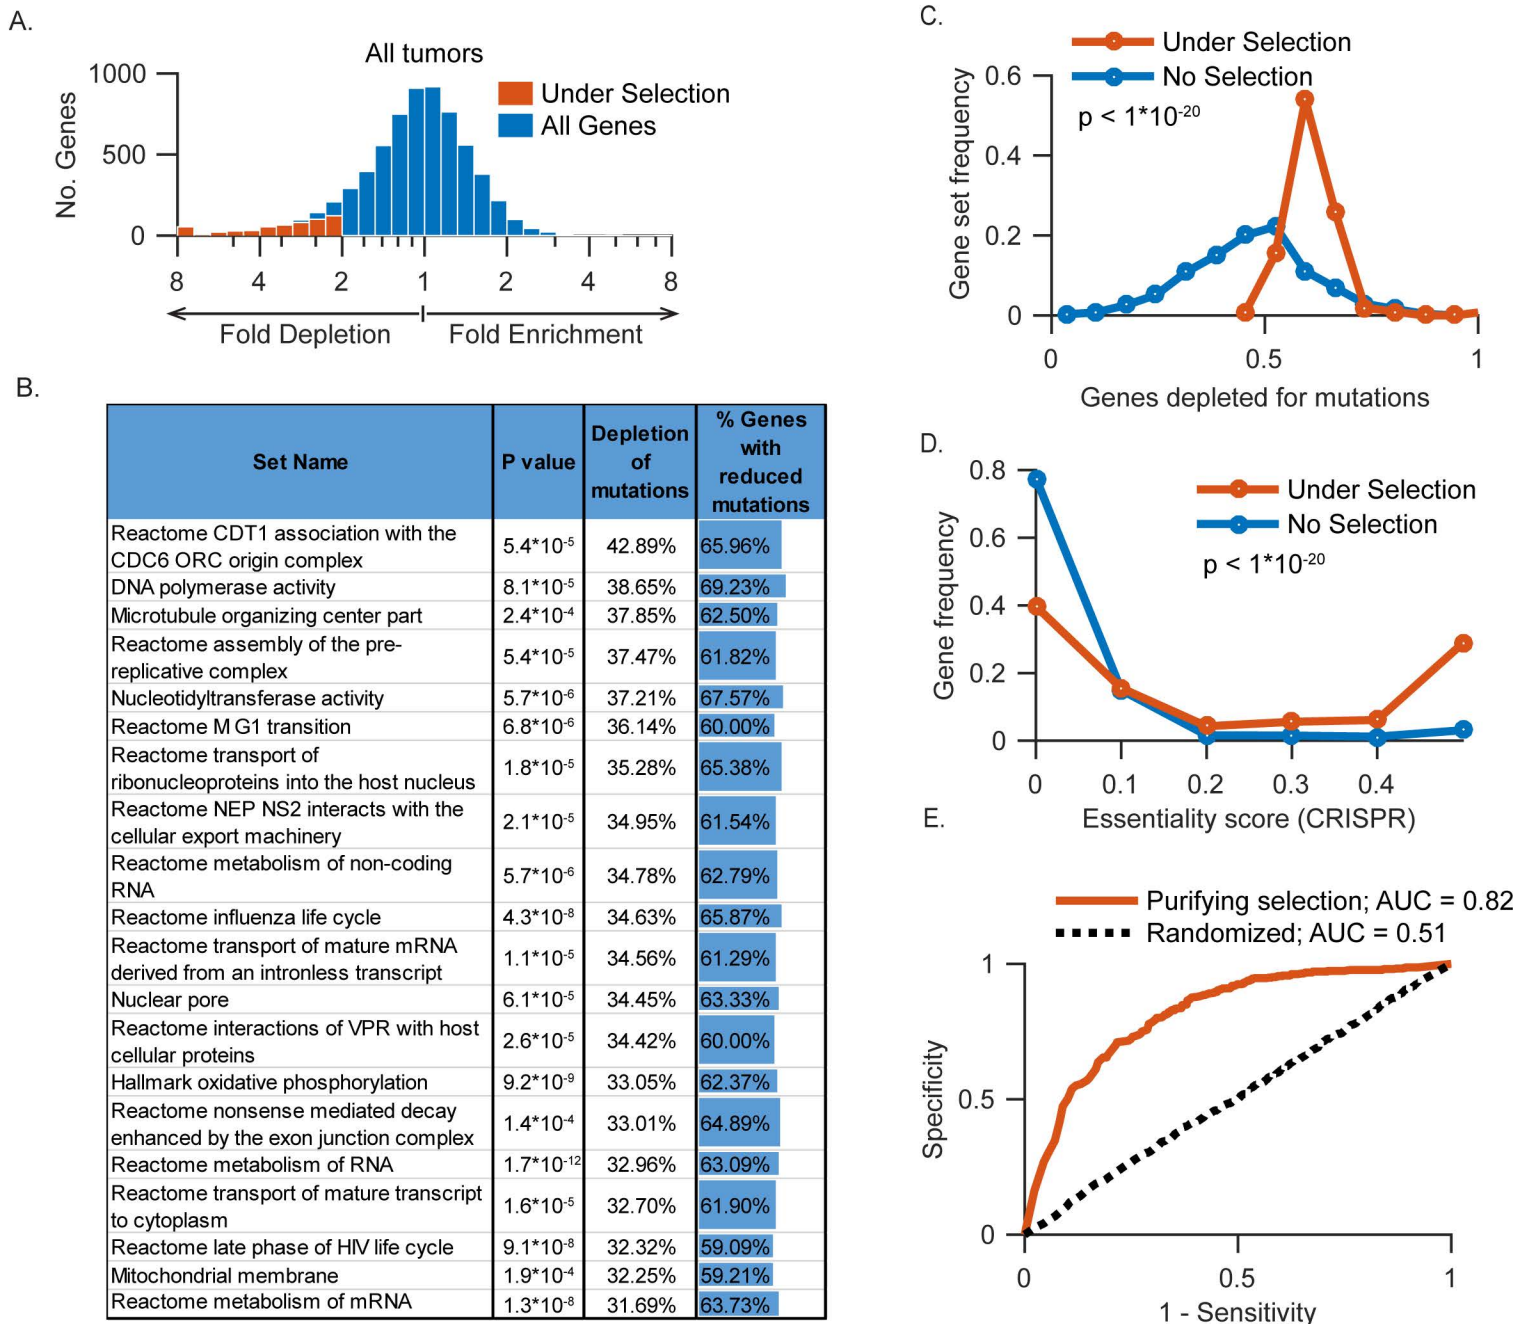 A.
All tumors
1000
500
0
No. Genes
Under Selection
All Genes
8 4 2 1 2 4 8
Fold Depletion
Fold Enrichment
B.
Set Name
P value
Depletion
of
mutations
% Genes
with
reduced
mutations
Reactome CDT1 association with the
CDC6 ORC origin complex
5.4*10⁻⁵ 42.89% 65.96%
DNA polymerase activity 8.1*10⁻⁵ 38.65% 69.23%
Microtubule organizing center part 2.4*10⁻⁴ 37.85% 62.50%
Reactome assembly of the pre-
replicative complex
5.4*10⁻⁵ 37.47% 61.82%
Nucleotidyltransferase activity 5.7*10⁻⁶ 37.21% 67.57%
Reactome M G1 transition 6.8*10⁻⁶ 36.14% 60.00%
Reactome transport of
ribonucleoproteins into the host nucleus
1.8*10⁻⁵ 35.28% 65.38%
Reactome NEP NS2 interacts with the
cellular export machinery
2.1*10⁻⁵ 34.95% 61.54%
Reactome metabolism of non-coding
RNA
5.7*10⁻⁶ 34.78% 62.79%
Reactome influenza life cycle 4.3*10⁻⁸ 34.63% 65.87%
Reactome transport of mature mRNA
derived from an intronless transcript
1.1*10⁻⁵ 34.56% 61.29%
Nuclear pore 6.1*10⁻⁵ 34.45% 63.33%
Reactome interactions of VPR with host
cellular proteins
2.6*10⁻⁵ 34.42% 60.00%
Hallmark oxidative phosphorylation 9.2*10⁻⁹ 33.05% 62.37%
Reactome nonsense mediated decay
enhanced by the exon junction complex
1.4*10⁻⁴ 33.01% 64.89%
Reactome metabolism of RNA 1.7*10⁻¹² 32.96% 63.09%
Reactome transport of mature transcript
to cytoplasm
1.6*10⁻⁵ 32.70% 61.90%
Reactome late phase of HIV life cycle 9.1*10⁻⁸ 32.32% 59.09%
Mitochondrial membrane 1.9*10⁻⁴ 32.25% 59.21%
Reactome metabolism of mRNA 1.3*10⁻⁸ 31.69% 63.73%
C.
Under Selection
No Selection
p < 1*10⁻²⁰
0.6
0.4
0.2
0
Gene set frequency
0 0.5 1
Genes depleted for mutations
D.
Under Selection
No Selection
p < 1*10⁻²⁰
0.8
0.6
0.4
0.2
0
Gene frequency
0 0.1 0.2 0.3 0.4
Essentiality score (CRISPR)
E.
Purifying selection; AUC = 0.82
Randomized; AUC = 0.51
1
0.5
0
Specificity
0 0.5 1
1 - Sensitivity